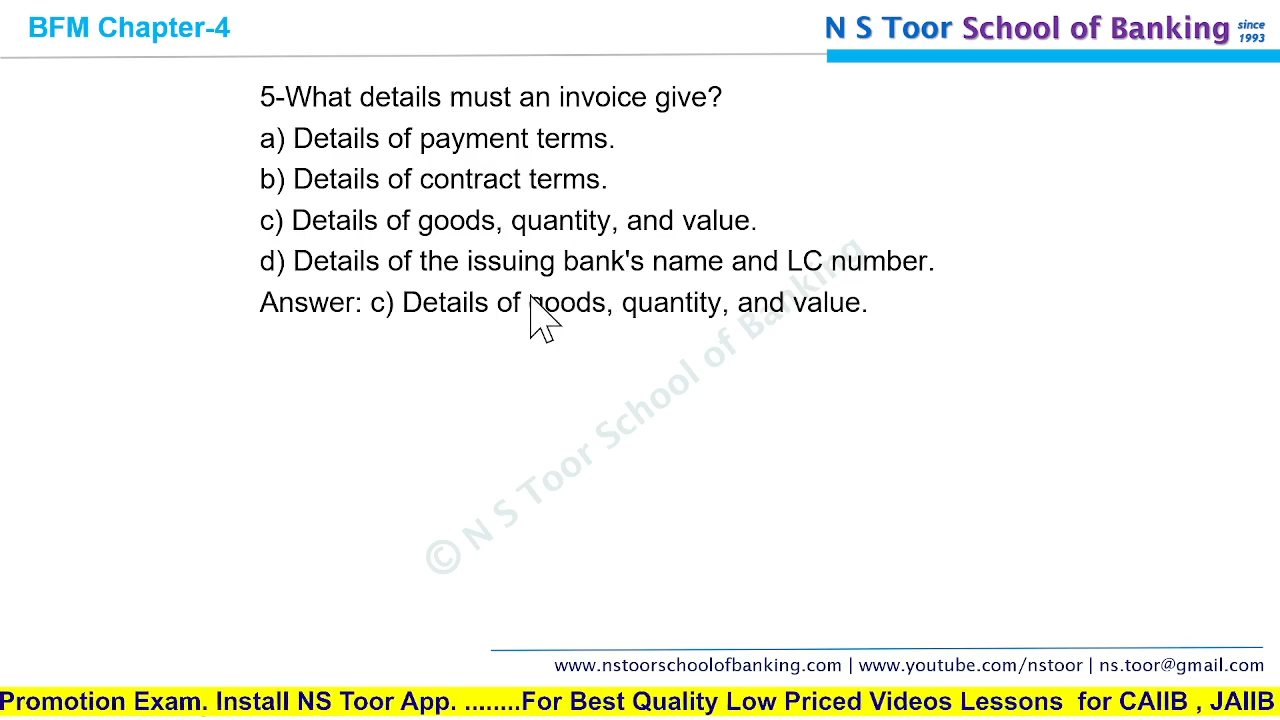 BFM Chapter-4
N S Toor School of Banking since 1993
5-What details must an invoice give?
a) Details of payment terms.
b) Details of contract terms.
c) Details of goods, quantity, and value.
d) Details of the issuing bank's name and LC number.
Answer: c) Details of goods, quantity, and value.
© N S Toor School of Banking
www.nstoorschoolofbanking.com | www.youtube.com/nstoor | ns.toor@gmail.com
Promotion Exam. Install NS Toor App. ........For Best Quality Low Priced Videos Lessons for CAIIB , JAIIB